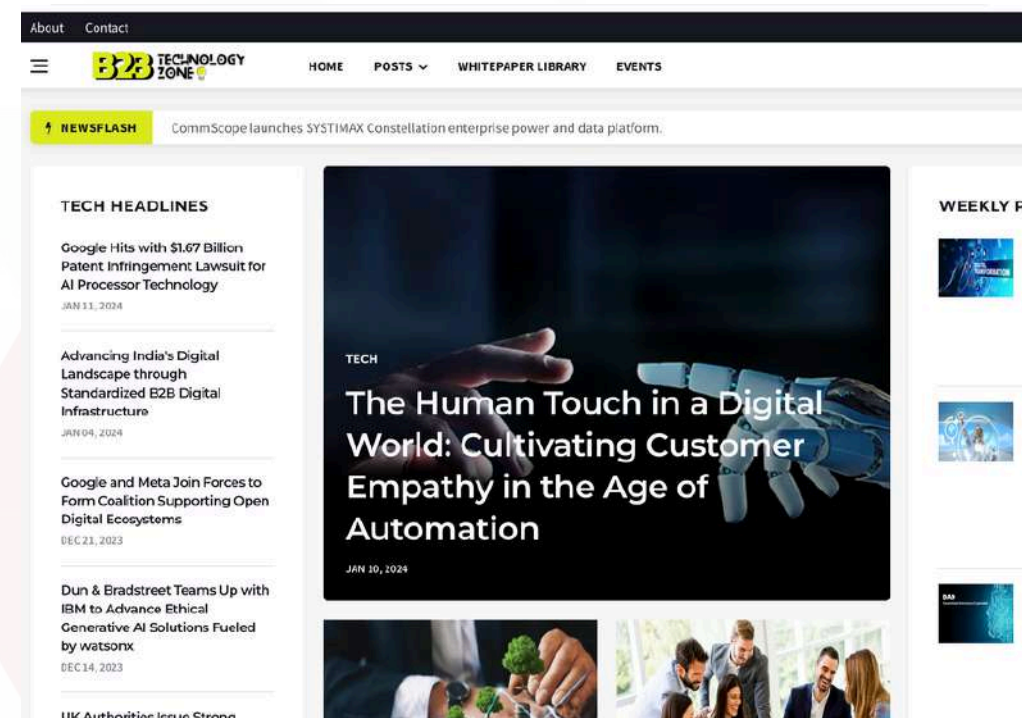 About Contact
B2B TECHNOLOGY
ZONE
HOME POSTS WHITEPAPER LIBRARY EVENTS
NEWSFLASH CommScope launches SYSTIMAX Constellation enterprise power and data platform.
TECH HEADLINES
Google Hits with $1.67 Billion
Patent Infringement Lawsuit for
AI Processor Technology
JAN 11, 2024
Advancing India's Digital
Landscape through
Standardized B2B Digital
Infrastructure
JAN 04, 2024
Google and Meta Join Forces to
Form Coalition Supporting Open
Digital Ecosystems
DEC 21, 2023
Dun & Bradstreet Teams Up with
IBM to Advance Ethical
Generative AI Solutions Fueled
by watsonx
DEC 14, 2023
UK Authorities Issue Strong
TECH
The Human Touch in a Digital
World: Cultivating Customer
Empathy in the Age of
Automation
JAN 10, 2024
WEEKLY P